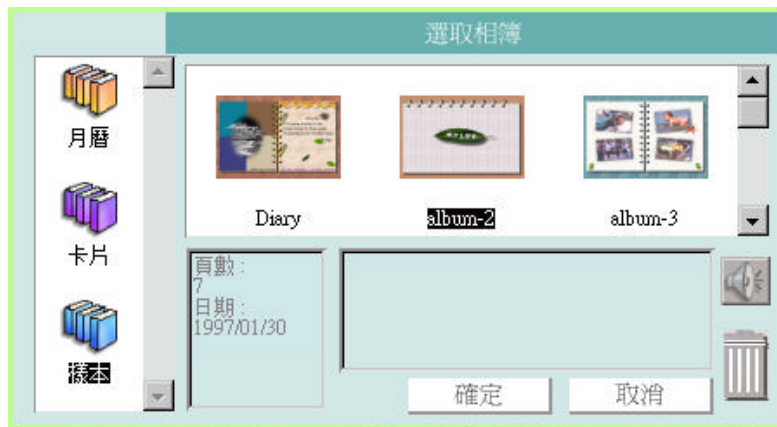 選取相簿
月曆
卡片
樣本
Diary
album-2
album-3
頁數：
7
日期：
1997/01/30
確定
取消